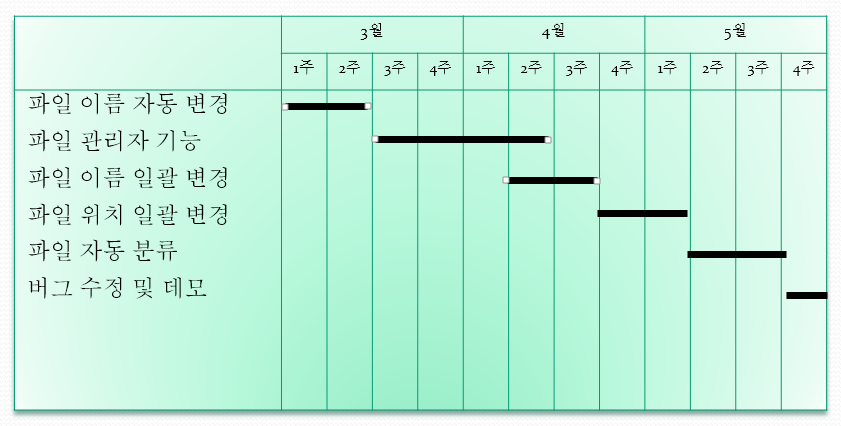 3월 4월 5월
1주 2주 3주 4주 1주 2주 3주 4주 1주 2주 3주 4주
파일 이름 자동 변경
파일 관리자 기능
파일 이름 일괄 변경
파일 위치 일괄 변경
파일 자동 분류
버그 수정 및 데모